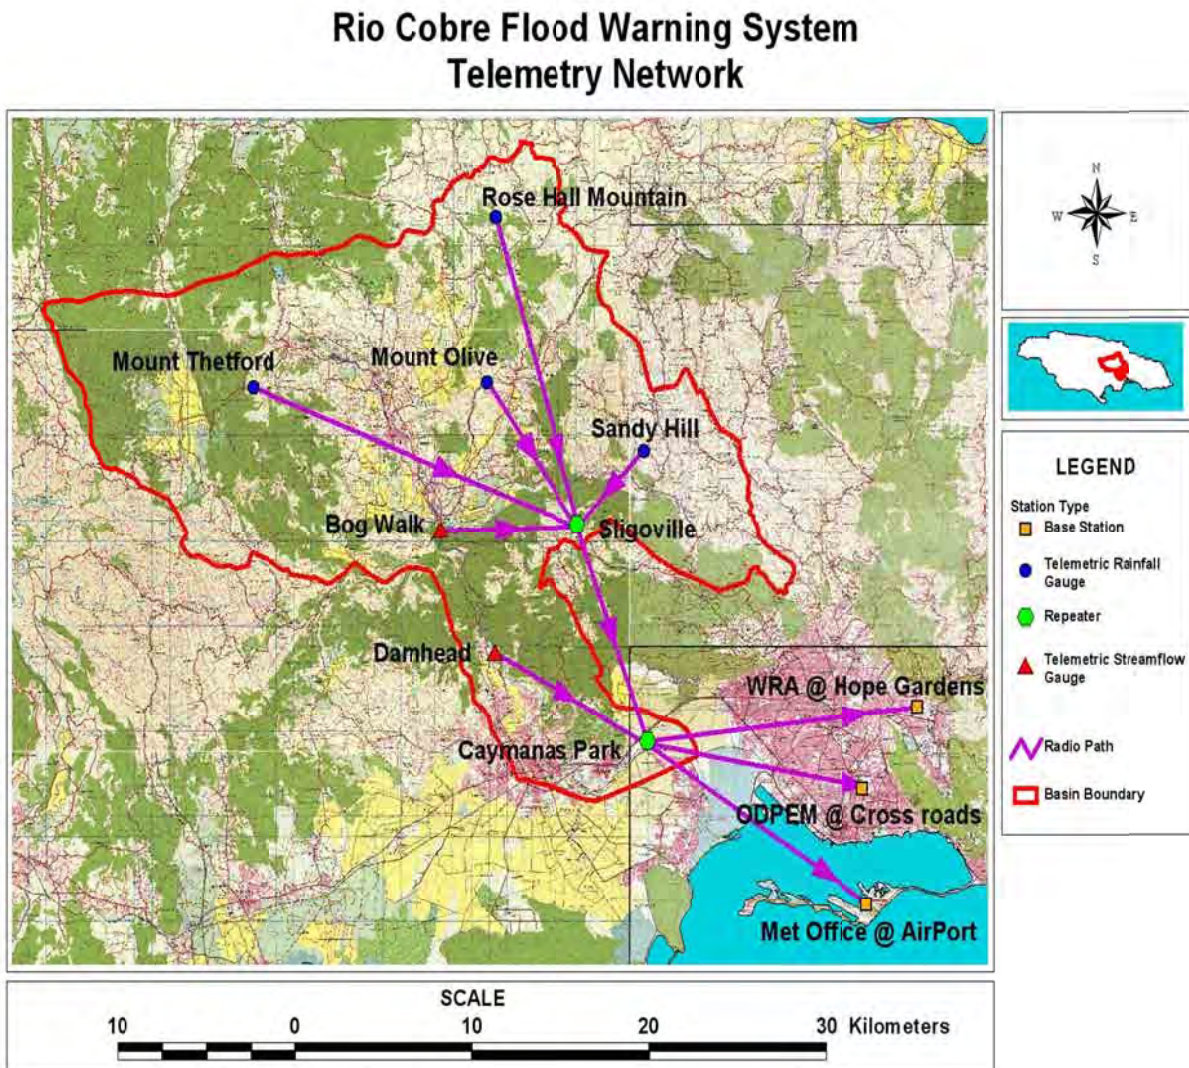 Rio Cobre Flood Warning System
Telemetry Network
Rose Hall Mountain
Mount Thetford
Mount Olive
Sandy Hill
Bog Walk
Sligoville
Damhead
WRA @ Hope Gardens
Caymanas Park
ODPEM @ Cross roads
Met Office @ AirPort
N
W
E
S
LEGEND
Station Type
Base Station
Telemetric Rainfall
Gauge
Repeater
Telemetric Streamflow
Gauge
Radio Path
Basin Boundary
SCALE
10 0 10 20 30 Kilometers